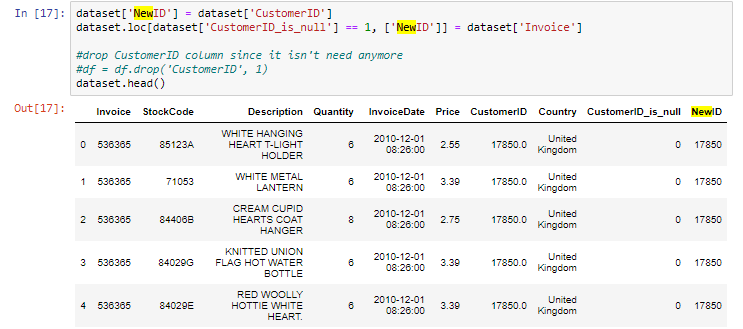 In [17]: dataset['NewID'] = dataset['CustomerID']
dataset.loc[dataset['CustomerID_is_null'] == 1, ['NewID']] = dataset['Invoice']
#drop CustomerID column since it isn't need anymore
#df = df.drop('CustomerID', 1)
dataset.head()
Out[17]:
Invoice StockCode Description Quantity InvoiceDate Price CustomerID Country CustomerID_is_null NewID
WHITE HANGING
0 536365 85123A HEART T-LIGHT 6 2010-12-01 2.55 17850.0 United 0 17850
HOLDER 08:26:00 Kingdom
1 536365 71053 WHITE METAL 6 2010-12-01 3.39 17850.0 United 0 17850
LANTERN 08:26:00 Kingdom
CREAM CUPID
2 536365 84406B HEARTS COAT 8 2010-12-01 2.75 17850.0 United 0 17850
HANGER 08:26:00 Kingdom
KNITTED UNION
3 536365 84029G FLAG HOT WATER 6 2010-12-01 3.39 17850.0 United 0 17850
BOTTLE 08:26:00 Kingdom
RED WOOLLY
4 536365 84029E HOTTIE WHITE 6 2010-12-01 3.39 17850.0 United 0 17850
HEART. 08:26:00 Kingdom